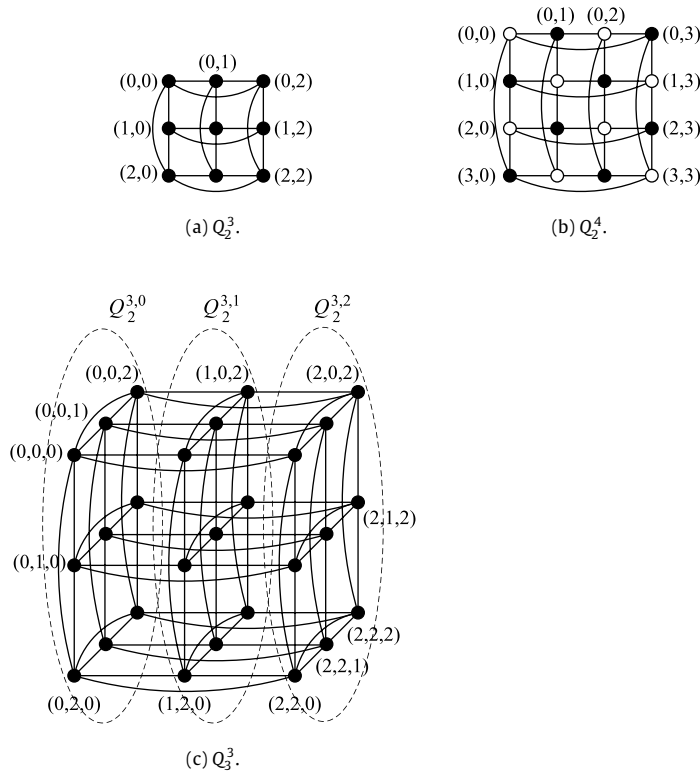 (0,1)
(0,0) (0,2)
(1,0) (1,2)
(2,0) (2,2)
(a) Q_2^3.
(0,1) (0,2)
(0,0) (0,3)
(1,0) (1,3)
(2,0) (2,3)
(3,0) (3,3)
(b) Q_2^4.
Q_2^{3,0} Q_2^{3,1} Q_2^{3,2}
(0,0,2) (1,0,2) (2,0,2)
(0,0,1)
(0,0,0)
(2,1,2)
(0,1,0)
(2,2,2)
(2,2,1)
(0,2,0) (1,2,0) (2,2,0)
(c) Q_3^3.